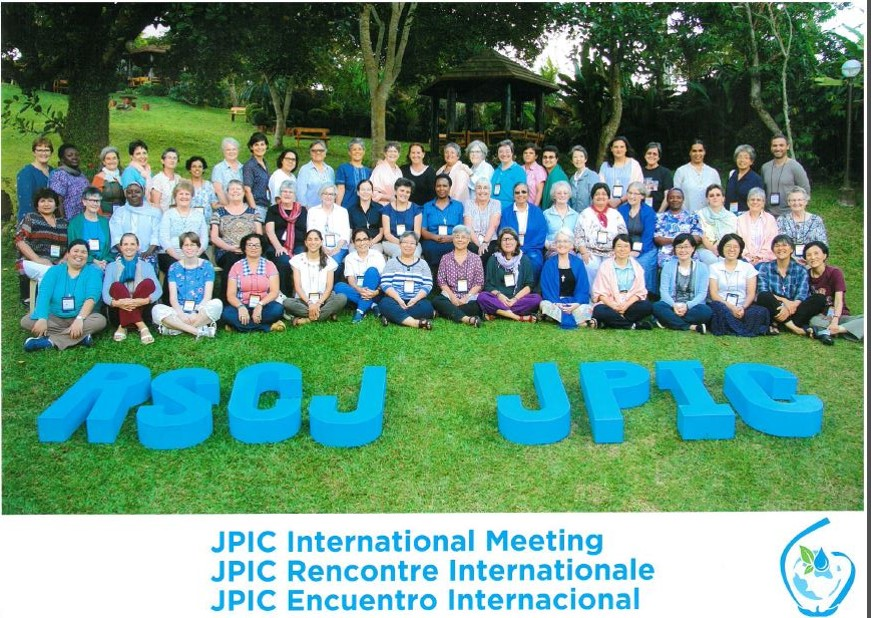 RSCJ JPIC
JPIC International Meeting
JPIC Rencontre Internationale
JPIC Encuentro Internacional